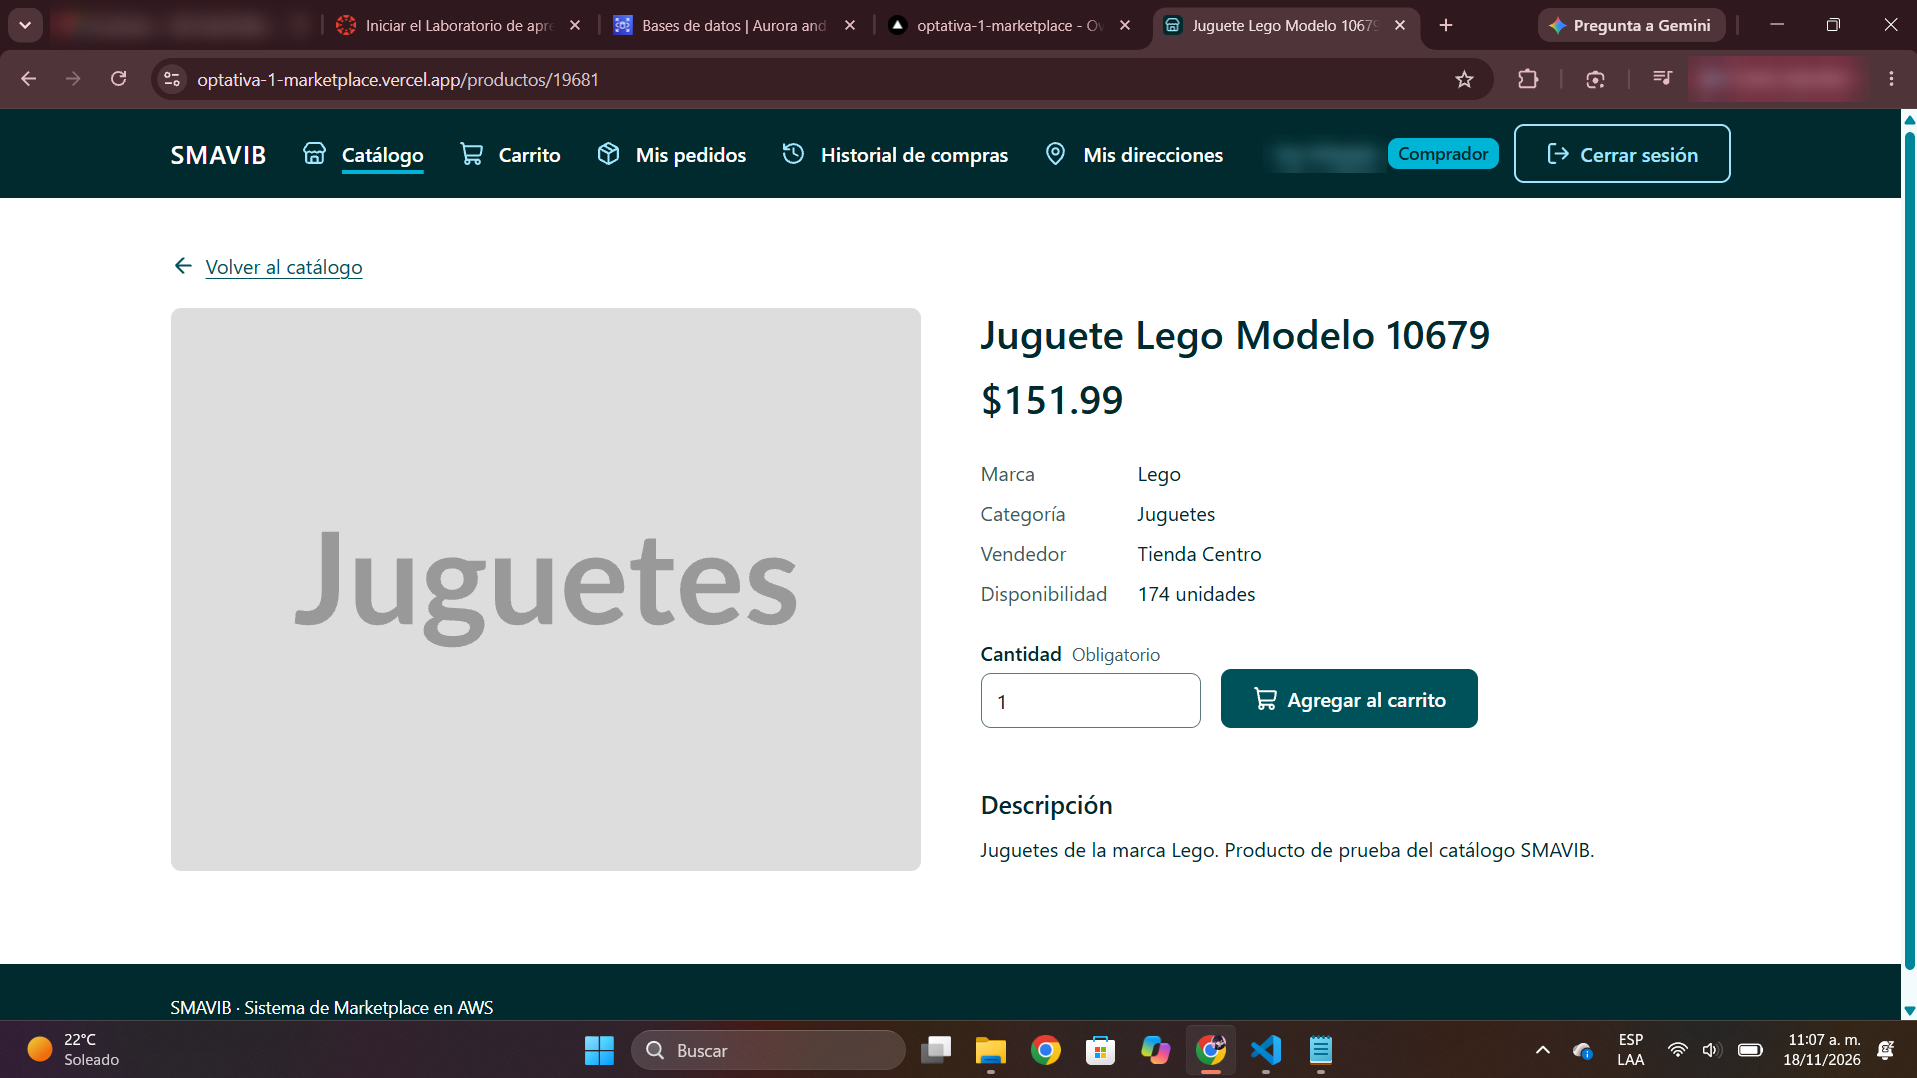 Iniciar el Laboratorio de apre
Bases de datos | Aurora and
optativa-1-marketplace - Ov
Juguete Lego Modelo 10679
Pregunta a Gemini
optativa-1-marketplace.vercel.app/productos/19681
SMAVIB
Catálogo
Carrito
Mis pedidos
Historial de compras
Mis direcciones
Comprador
Cerrar sesión
Volver al catálogo
Juguetes
Juguete Lego Modelo 10679
$151.99
Marca Lego
Categoría Juguetes
Vendedor Tienda Centro
Disponibilidad 174 unidades
Cantidad Obligatorio
1
Agregar al carrito
Descripción
Juguetes de la marca Lego. Producto de prueba del catálogo SMAVIB.
SMAVIB · Sistema de Marketplace en AWS
22°C
Soleado
Buscar
ESP
LAA
11:07 a. m.
18/11/2026